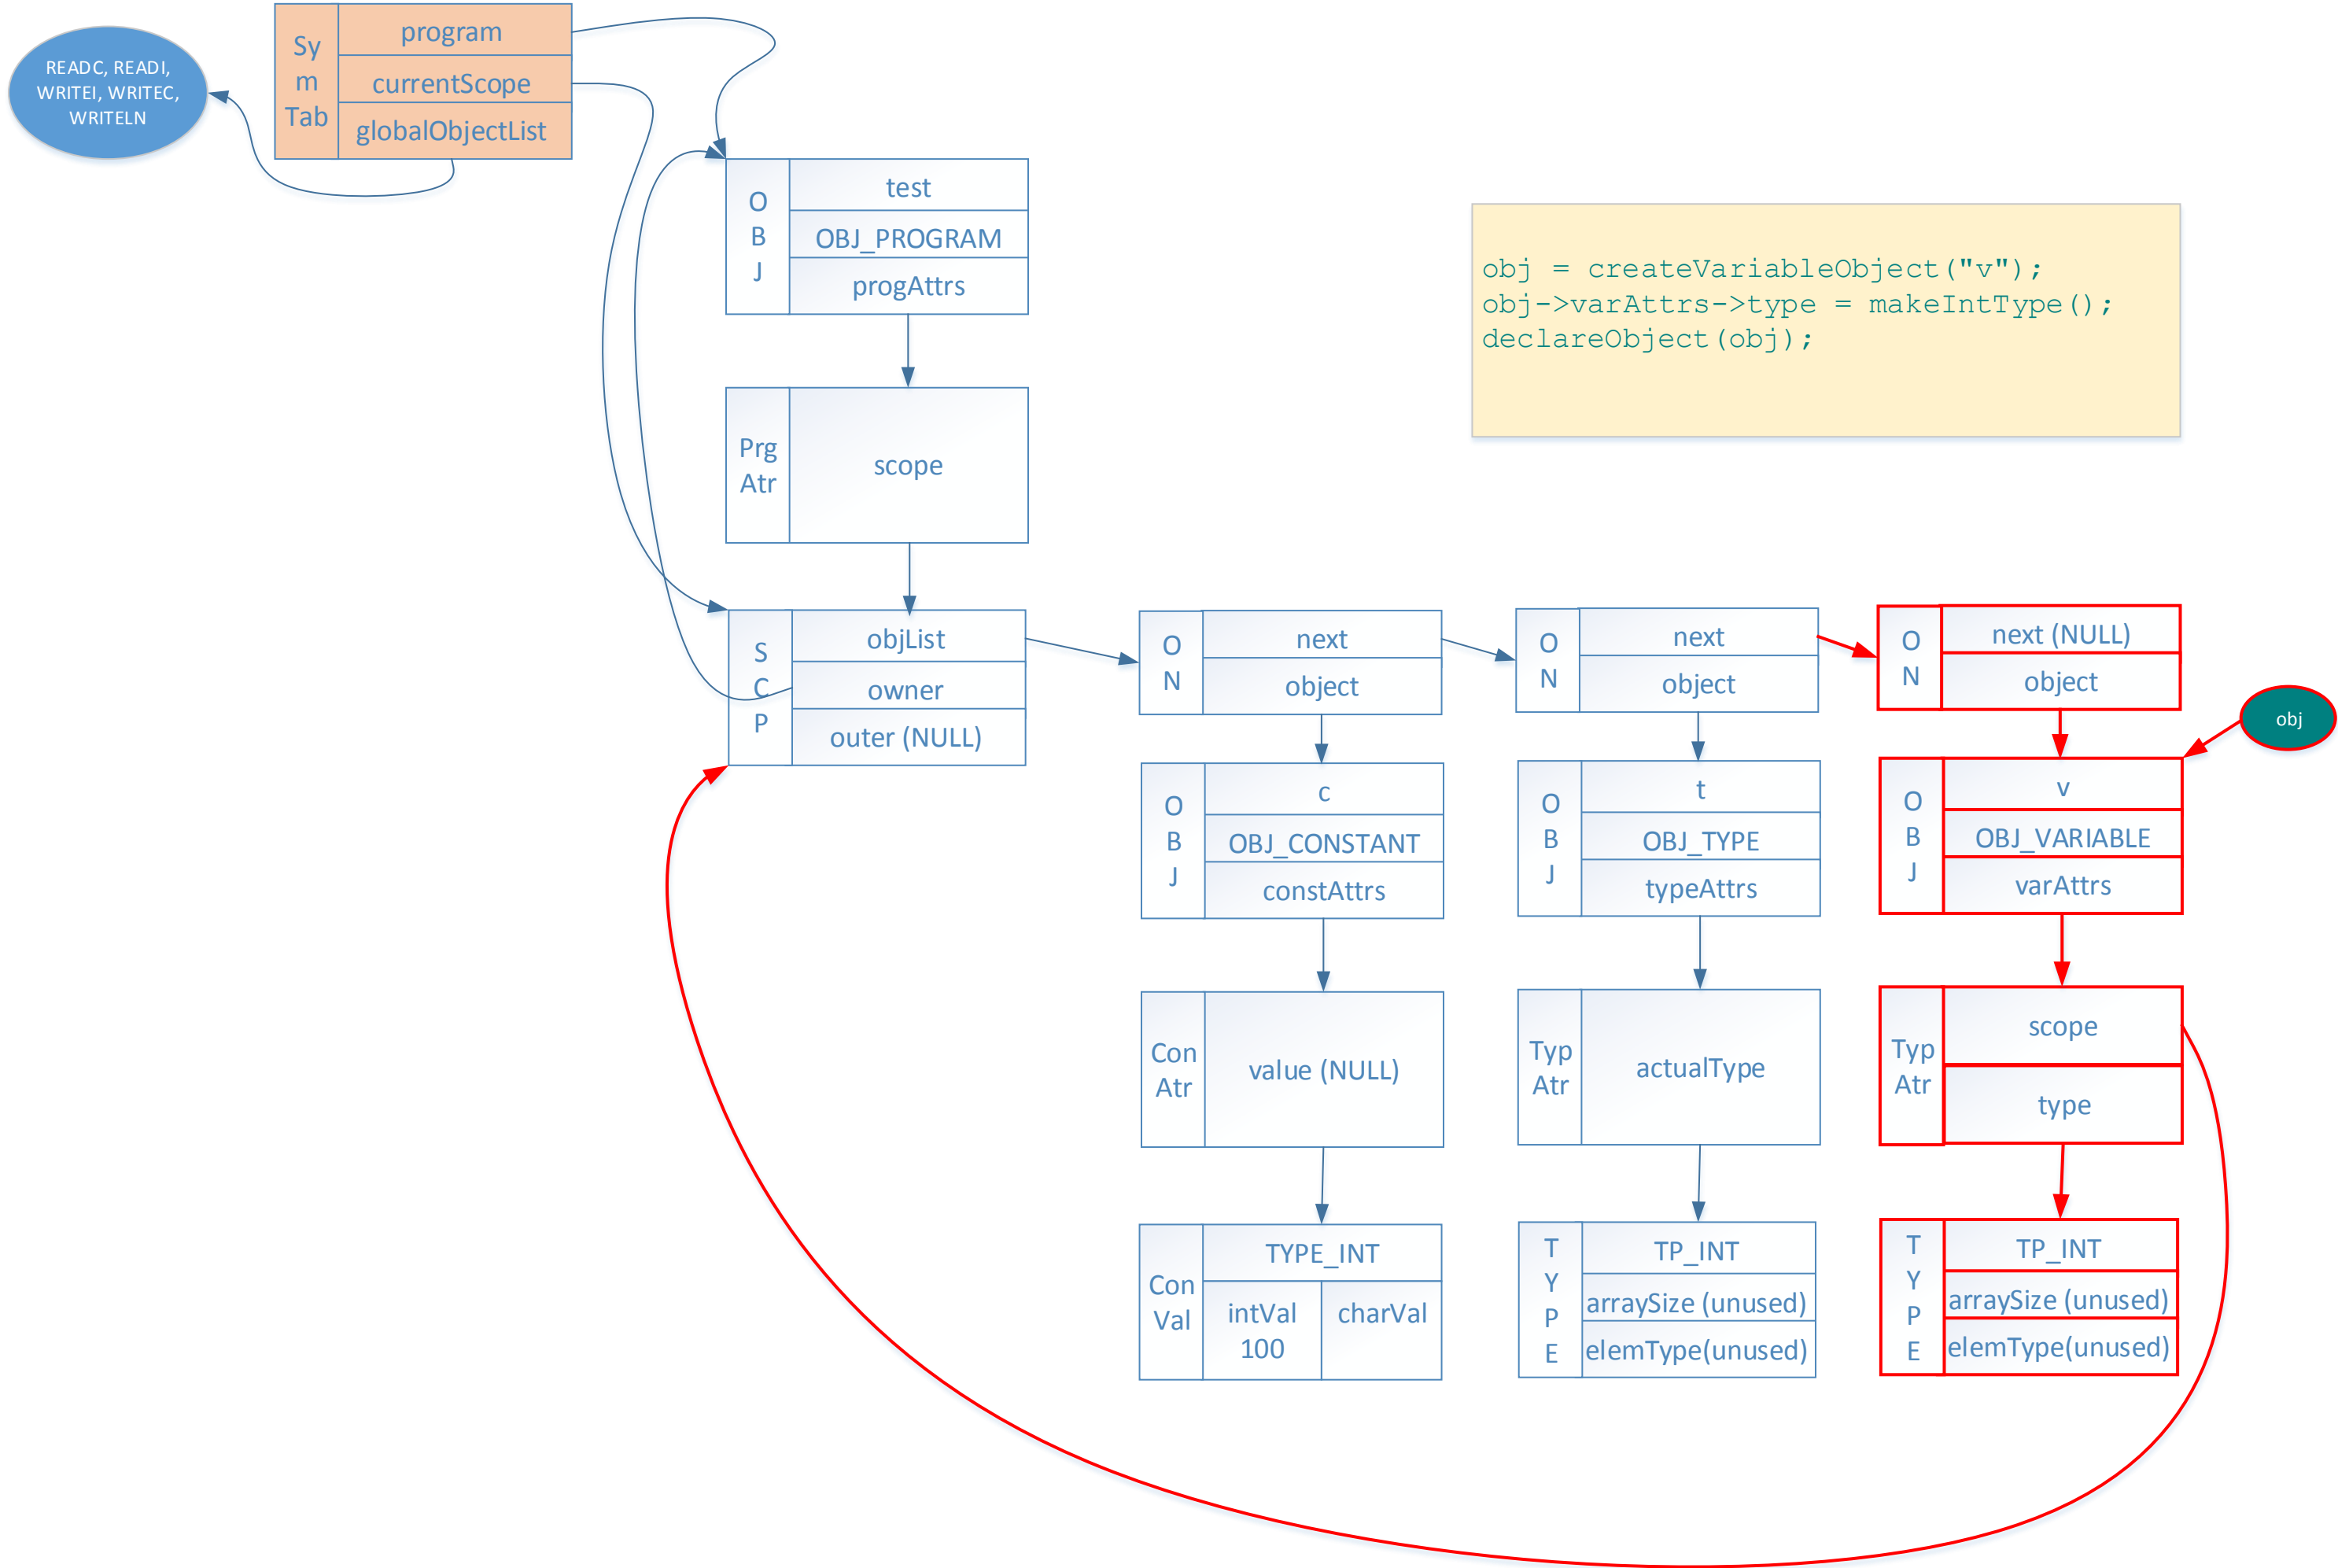 READC, READI,
WRITEI, WRITEC,
WRITELN
Sy
m
Tab
program
currentScope
globalObjectList
O
B
J
test
OBJ_PROGRAM
progAttrs
obj = createVariableObject("v");
obj->varAttrs->type = makeIntType();
declareObject(obj);
Prg
Atr
scope
S
C
P
objList
owner
outer (NULL)
O
N
next
object
O
N
next
object
O
N
next (NULL)
object
obj
O
B
J
c
OBJ_CONSTANT
constAttrs
O
B
J
t
OBJ_TYPE
typeAttrs
O
B
J
v
OBJ_VARIABLE
varAttrs
Con
Atr
value (NULL)
Typ
Atr
actualType
Typ
Atr
scope
type
Con
Val
TYPE_INT
intVal
100
charVal
T
Y
P
E
TP_INT
arraySize (unused)
elemType(unused)
T
Y
P
E
TP_INT
arraySize (unused)
elemType(unused)